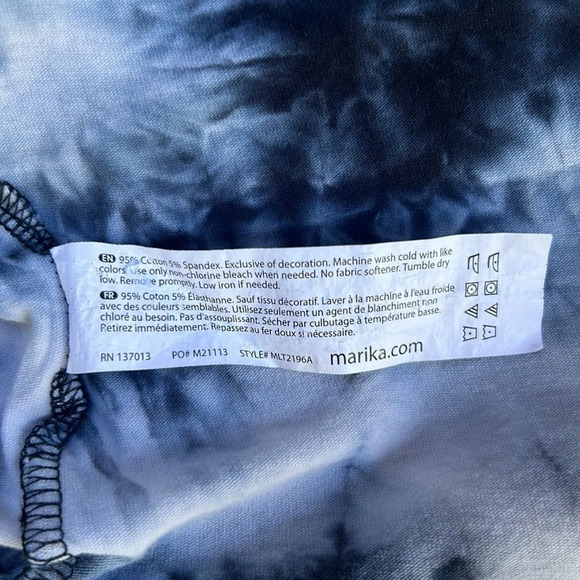 EN 95% Cotton 5% Spandex. Exclusive of decoration. Machine wash cold with like
colors Use only non-chlorine bleach when needed. No fabric softener. Tumble dry
low. Remove promptly. Low iron if needed.
FR 95% Coton 5% Élasthanne. Sauf tissu décoratif. Laver à la machine à l'eau froide
avec des couleurs semblables. Utilisez seulement un agent de blanchiment non
chloré au besoin. Pas d'assouplissant. Sécher par culbutage à température basse.
Retirez immédiatement. Repassez au fer doux si nécessaire.
RN 137013 PO# M21113 STYLE# MLT2196A marika.com